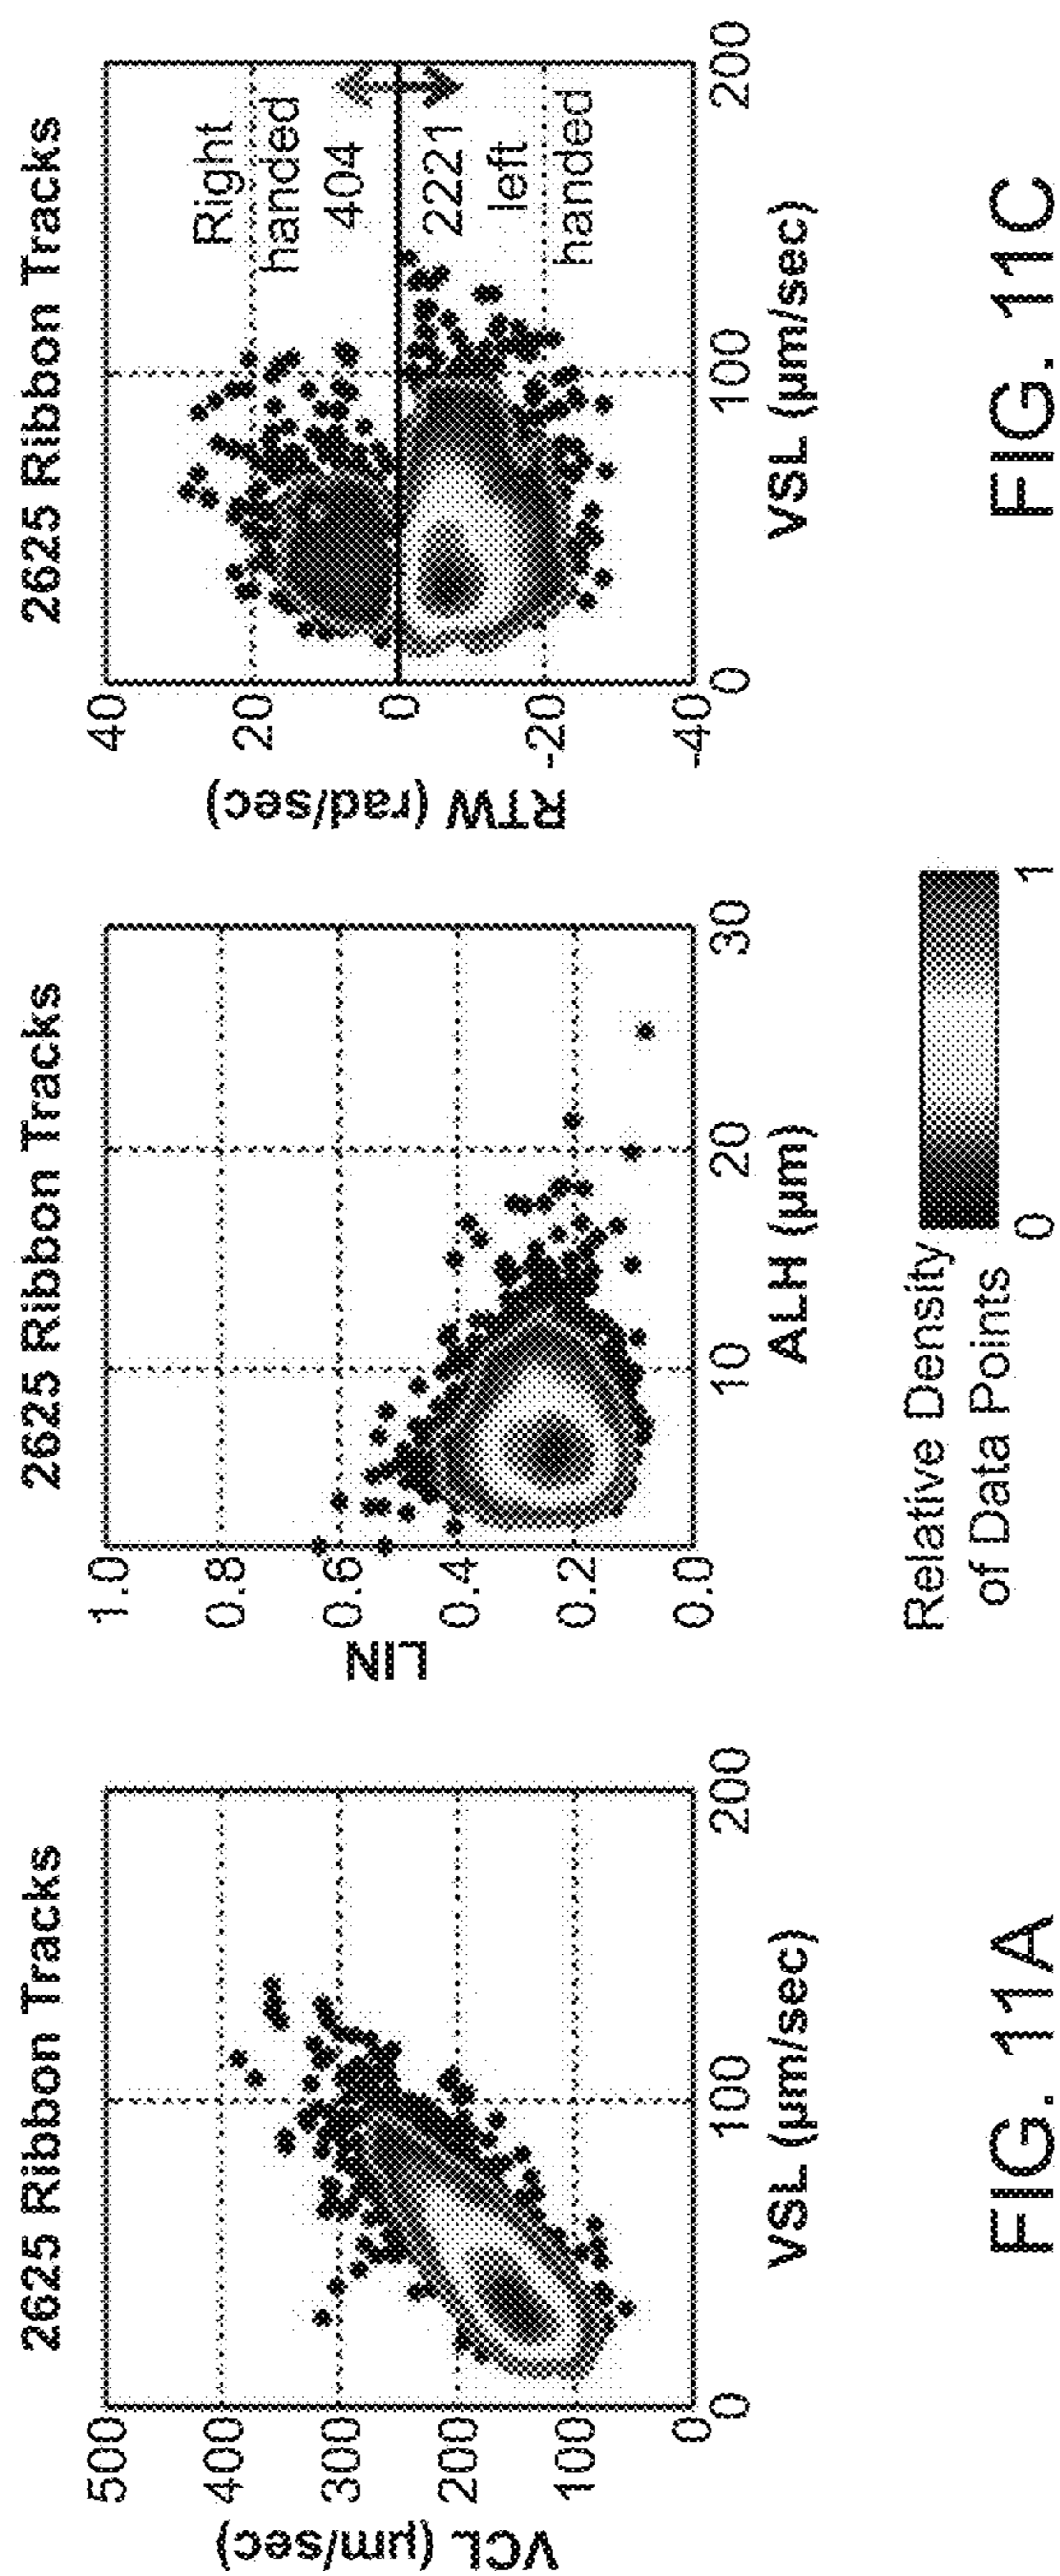 2625 Ribbon Tracks
VCL (µm/sec)
500
400
300
200
100
0
0
100
200
VSL (µm/sec)
FIG. 11A
2625 Ribbon Tracks
LIN
1.0
0.8
0.6
0.4
0.2
0.0
10
20
30
ALH (µm)
Relative Density
of Data Points
0
1
2625 Ribbon Tracks
RTW (rad/sec)
40
20
0
-20
-40
Right
handed
404
2221
left
handed
0
100
200
VSL (µm/sec)
FIG. 11C